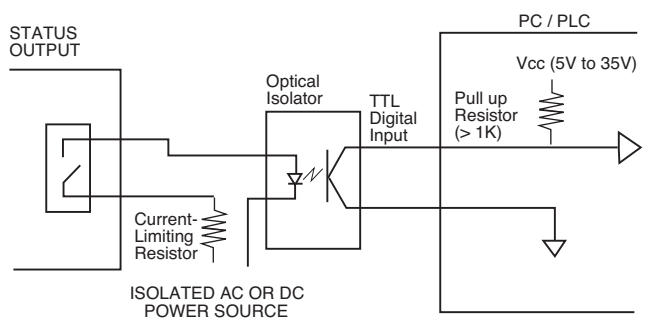 PC / PLC
STATUS
OUTPUT
Vcc (5V to 35V)
Optical
Isolator
TTL
Digital
Input
Pull up
Resistor
(> 1K)
Current-
Limiting
Resistor
ISOLATED AC OR DC
POWER SOURCE